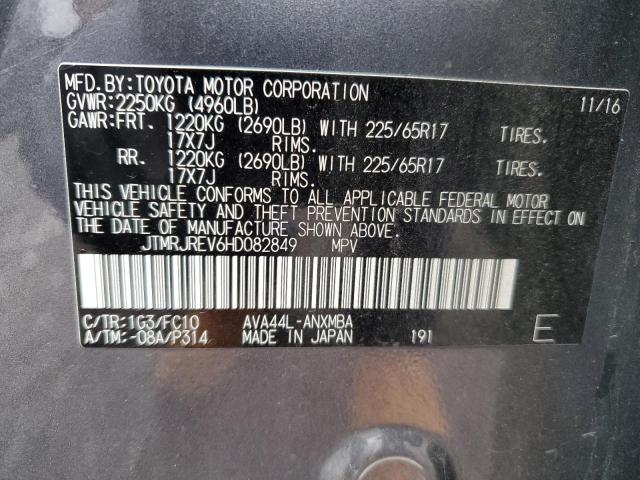 MFD.BY:TOYOTA MOTOR CORPORATION 11/16
GVWR:2250KG (4960LB)
GAWR:FRT. 1220KG (2690LB) WITH 225/65R17 TIRES.
17X7J RIMS.
RR. 1220KG (2690LB) WITH 225/65R17 TIRES.
17X7J RIMS.
THIS VEHICLE CONFORMS TO ALL APPLICABLE FEDERAL MOTOR
VEHICLE SAFETY AND THEFT PREVENTION STANDARDS IN EFFECT ON
THE DATE OF MANUFACTURE SHOWN ABOVE.
JTMRJREV6HD082849 MPV
C/TR:1G3/FC10 AVA44L-ANXMBA
A/TM:-08A/P314 MADE IN JAPAN 191 E